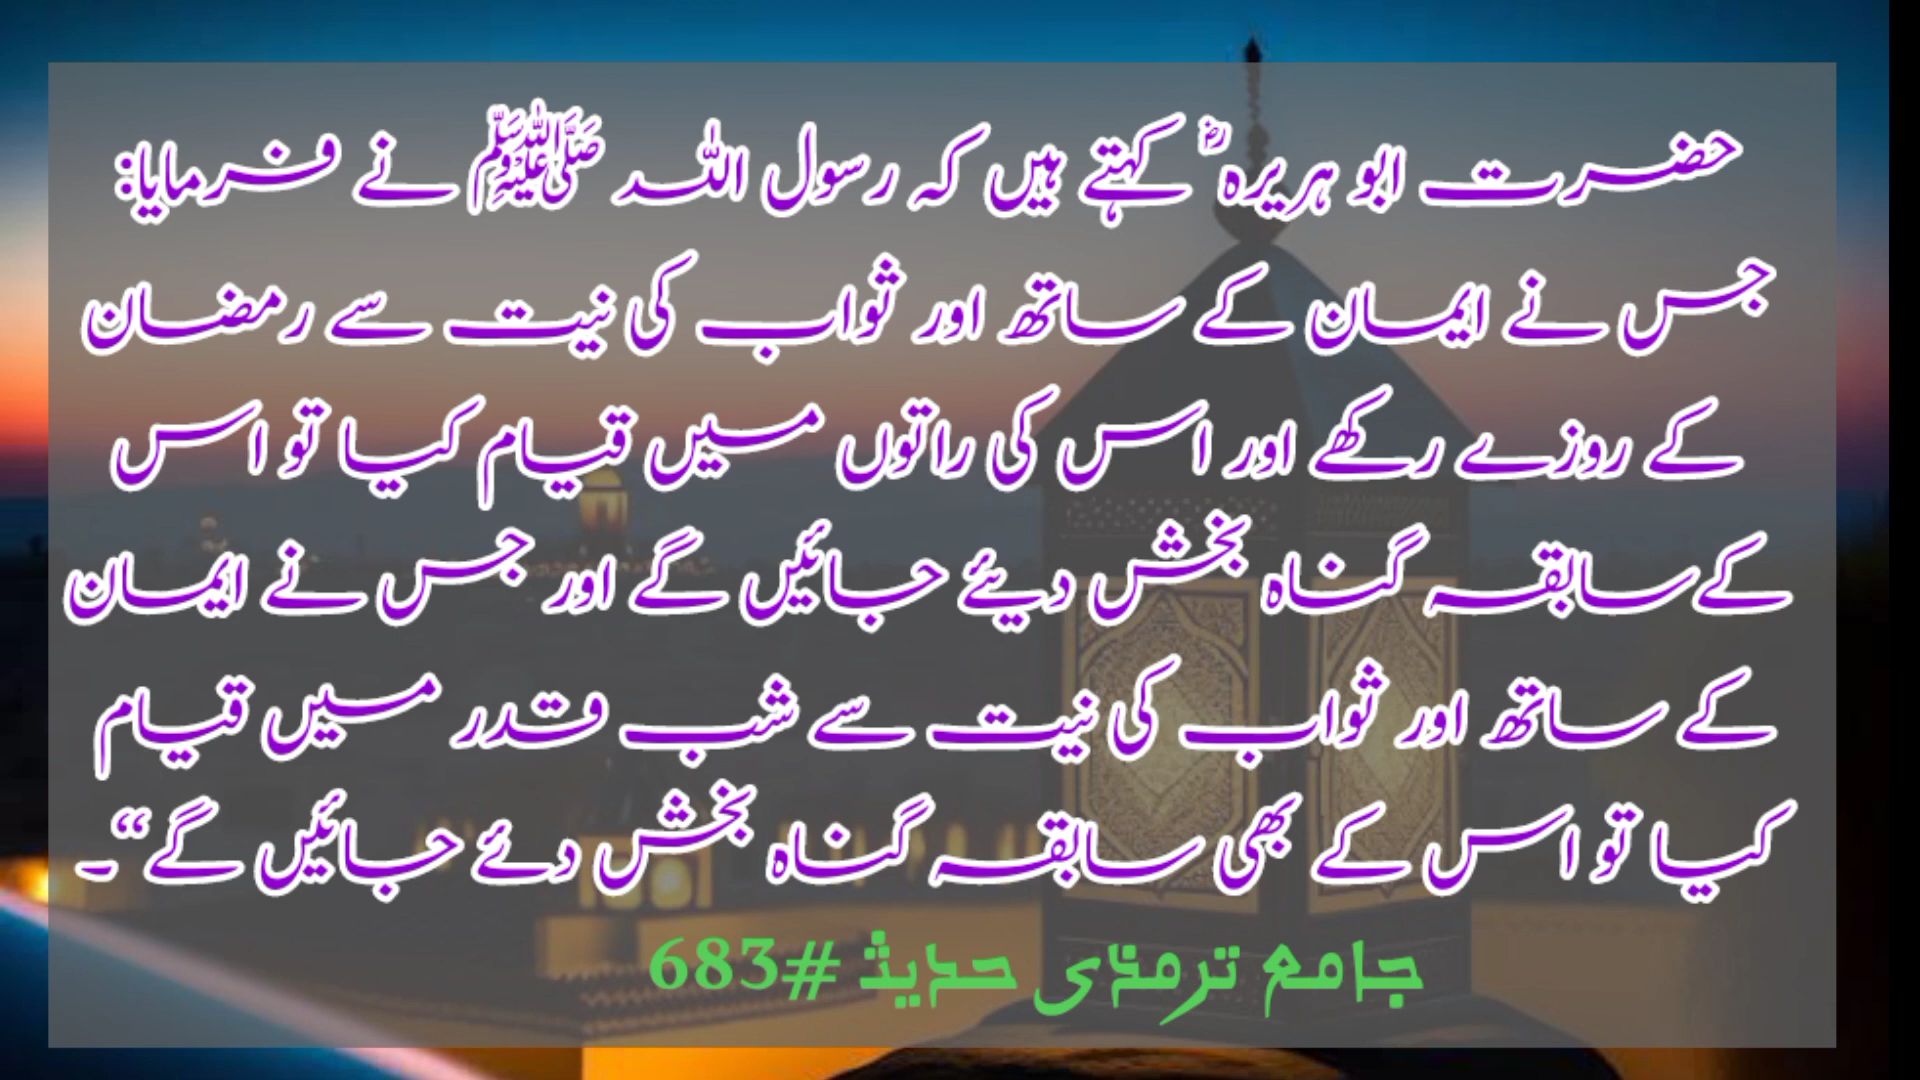 حضرت ابو ہریرہ ؓ کہتے ہیں کہ رسول اللہ ﷺ نے فرمایا:
جس نے ایمان کے ساتھ اور ثواب کی نیت سے رمضان
کے روزے رکھے اور اس کی راتوں میں قیام کیا تو اس
کےسابقہ گناہ بخش دیئے جائیں گے اور جس نے ایمان
کے ساتھ اور ثواب کی نیت سے شب قدر میں قیام
کیا تو اس کے بھی سابقہ گناہ بخش دئے جائیں گے“۔
جامع ترمذی حدیث #683